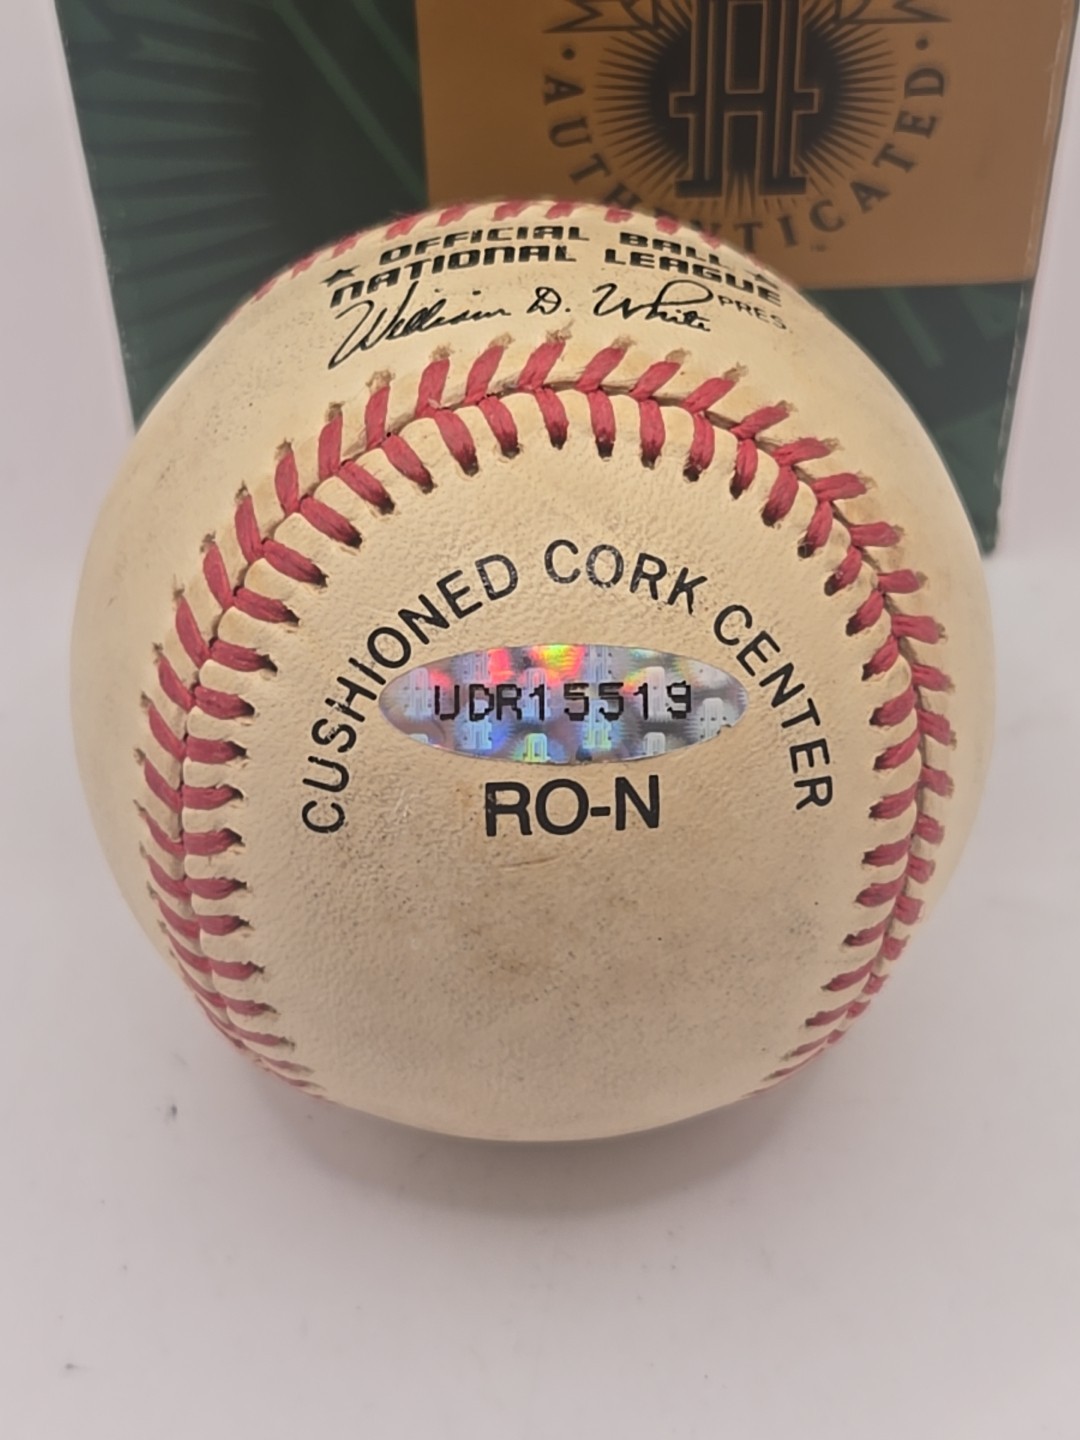 AUTHENTICATED
★ OFFICIAL BALL ★
NATIONAL LEAGUE
William D. White PRES.
CUSHIONED CORK CENTER
UDR15519
RO-N